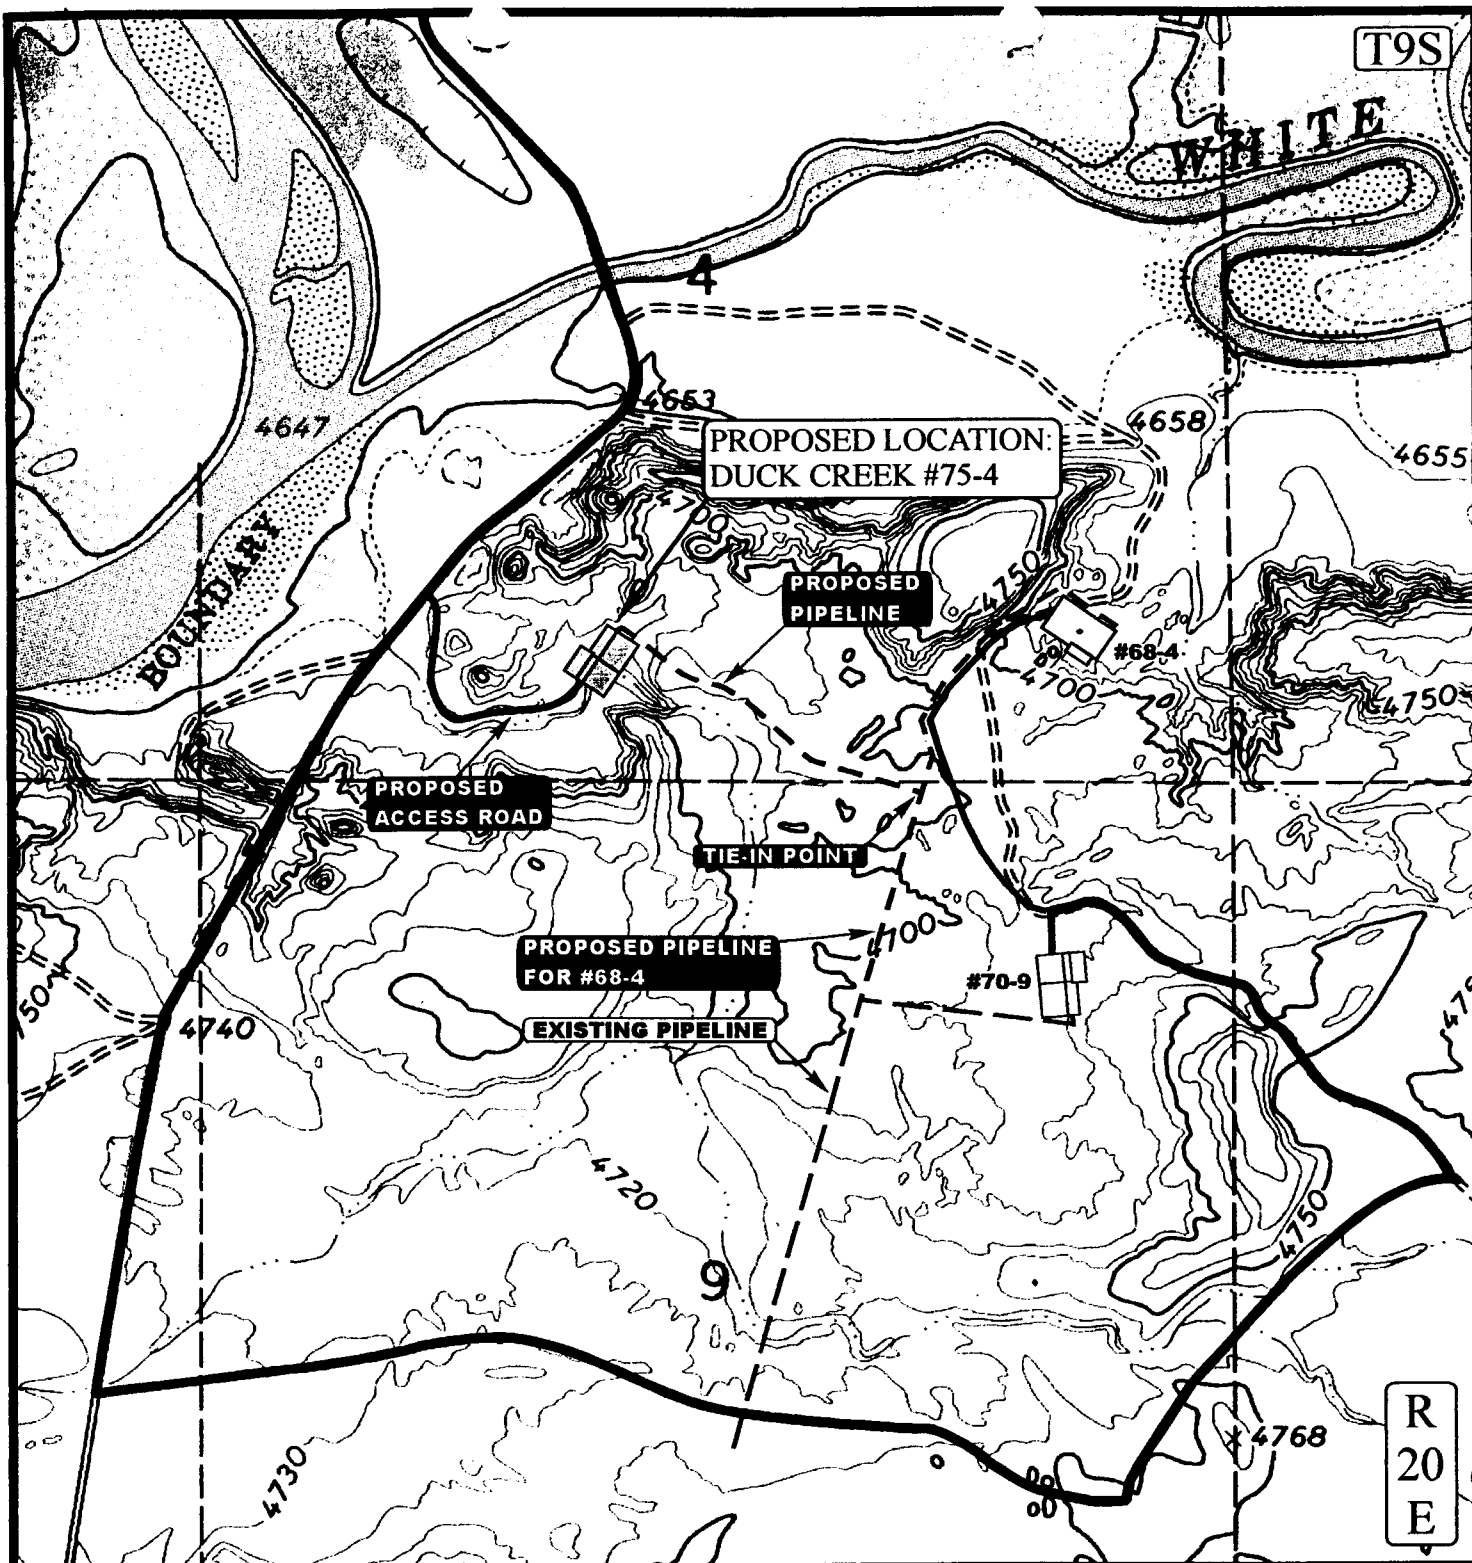 T9S
WHITE
4
4653
4647
4658
4655
PROPOSED LOCATION:
DUCK CREEK #75-4
4700
BOUNDARY
4750
PROPOSED
PIPELINE
#68-4
4700
4750
PROPOSED
ACCESS ROAD
TIE-IN POINT
4700
PROPOSED PIPELINE
FOR #68-4
#70-9
EXISTING PIPELINE
4740
4720
4750
9
4768
4730
R
20
E